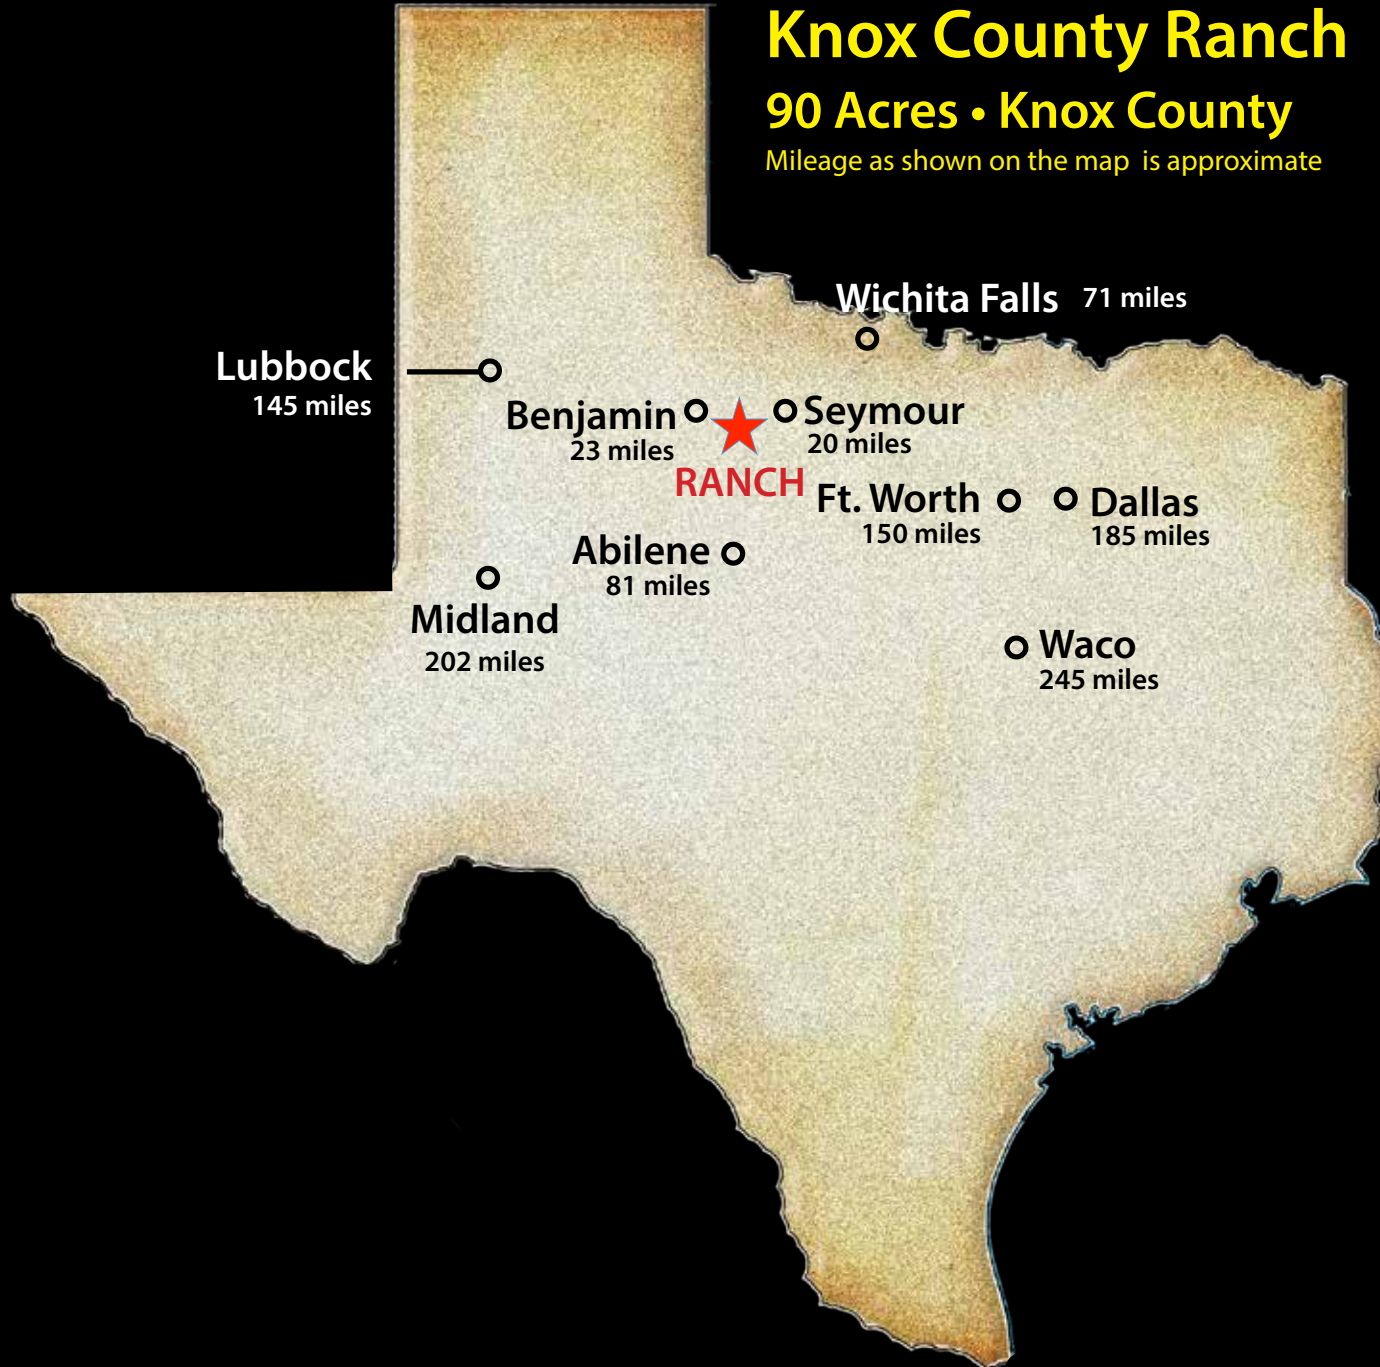 Knox County Ranch
90 Acres • Knox County
Mileage as shown on the map is approximate
Wichita Falls 71 miles
Lubbock
145 miles
Benjamin
23 miles
Seymour
20 miles
RANCH
Ft. Worth
150 miles
Dallas
185 miles
Abilene
81 miles
Midland
202 miles
Waco
245 miles